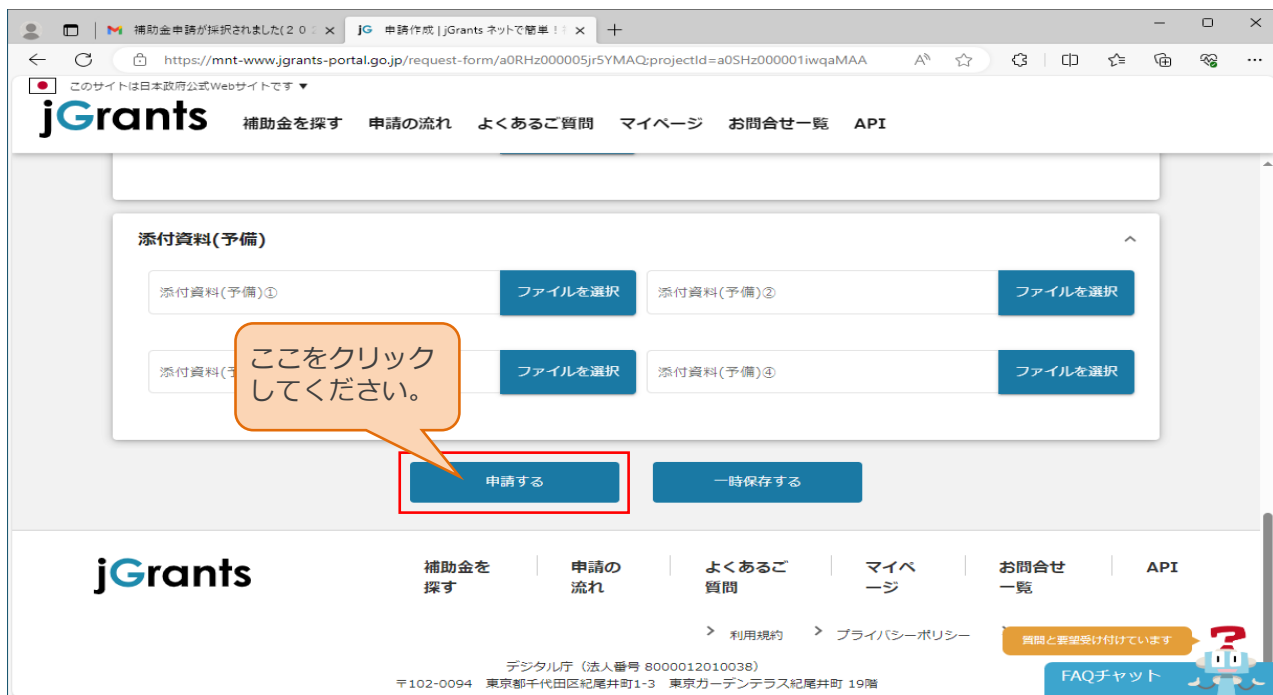 補助金申請が採択されました(２０
jG 申請作成 | jGrants ネットで簡単！
https://mnt-www.jgrants-portal.go.jp/request-form/a0RHz000005jr5YMAQ;projectId=a0SHz000001iwqaMAA
このサイトは日本政府公式Webサイトです ▼
jGrants 補助金を探す 申請の流れ よくあるご質問 マイページ お問合せ一覧 API
添付資料(予備)
添付資料(予備)① ファイルを選択 添付資料(予備)② ファイルを選択
ここをクリック
してください。
添付資料( ファイルを選択 添付資料(予備)④ ファイルを選択
申請する 一時保存する
jGrants
補助金を
探す
申請の
流れ
よくあるご
質問
マイペ
ージ
お問合せ
一覧
API
> 利用規約 > プライバシーポリシー >
質問と要望受け付けています
FAQチャット
デジタル庁（法人番号 8000012010038）
〒102-0094 東京都千代田区紀尾井町1-3 東京ガーデンテラス紀尾井町 19階